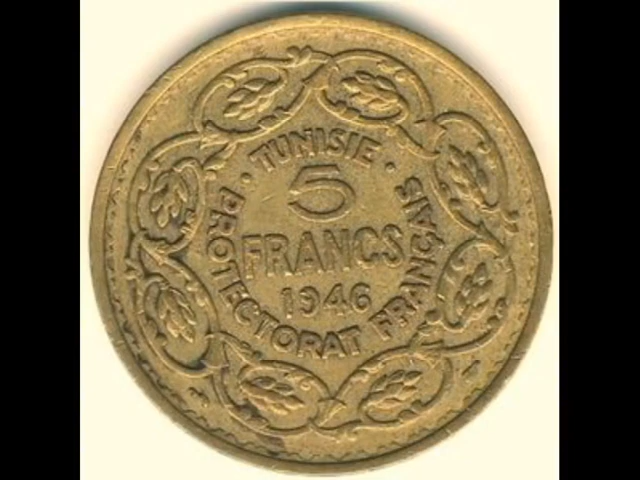 · TUNISIE ·
5
FRANCS
1946
PROTECTORAT FRANÇAIS